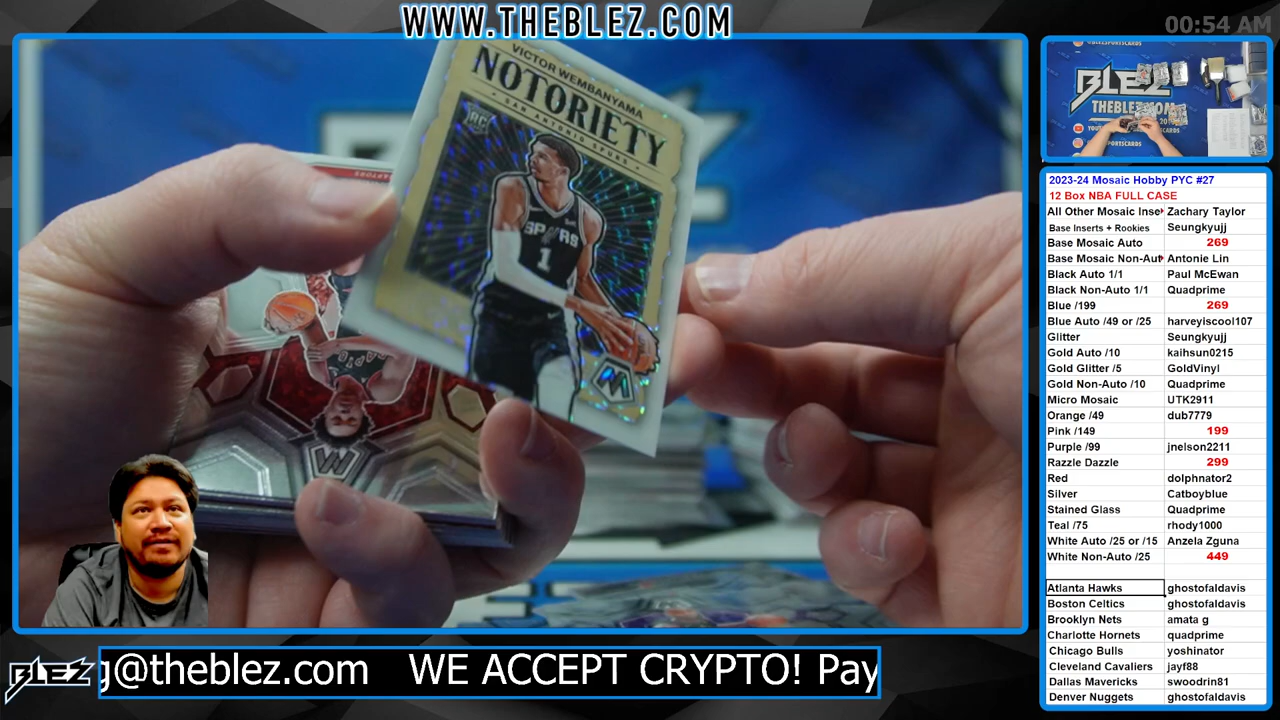 WWW.THEBLEZ.COM
00:54 AM
VICTOR WEMBANYAMA
NOTORIETY
SAN ANTONIO SPURS
RC
SPURS
1
BLEZ
THEBLEZ.COM
2023-24 Mosaic Hobby PYC #27
12 Box NBA FULL CASE
All Other Mosaic Inse Zachary Taylor
Base Inserts + Rookies Seungkyujj
Base Mosaic Auto 269
Base Mosaic Non-Aut Antonie Lin
Black Auto 1/1 Paul McEwan
Black Non-Auto 1/1 Quadprime
Blue /199 269
Blue Auto /49 or /25 harveyiscool107
Glitter Seungkyujj
Gold Auto /10 kaihsun0215
Gold Glitter /5 GoldVinyl
Gold Non-Auto /10 Quadprime
Micro Mosaic UTK2911
Orange /49 dub7779
Pink /149 199
Purple /99 jnelson2211
Razzle Dazzle 299
Red dolphnator2
Silver Catboyblue
Stained Glass Quadprime
Teal /75 rhody1000
White Auto /25 or /15 Anzela Zguna
White Non-Auto /25 449
Atlanta Hawks ghostofaldavis
Boston Celtics ghostofaldavis
Brooklyn Nets amata g
Charlotte Hornets quadprime
Chicago Bulls yoshinator
Cleveland Cavaliers jayf88
Dallas Mavericks swoodrin81
Denver Nuggets ghostofaldavis
BLEZ
g@theblez.com WE ACCEPT CRYPTO! Pay